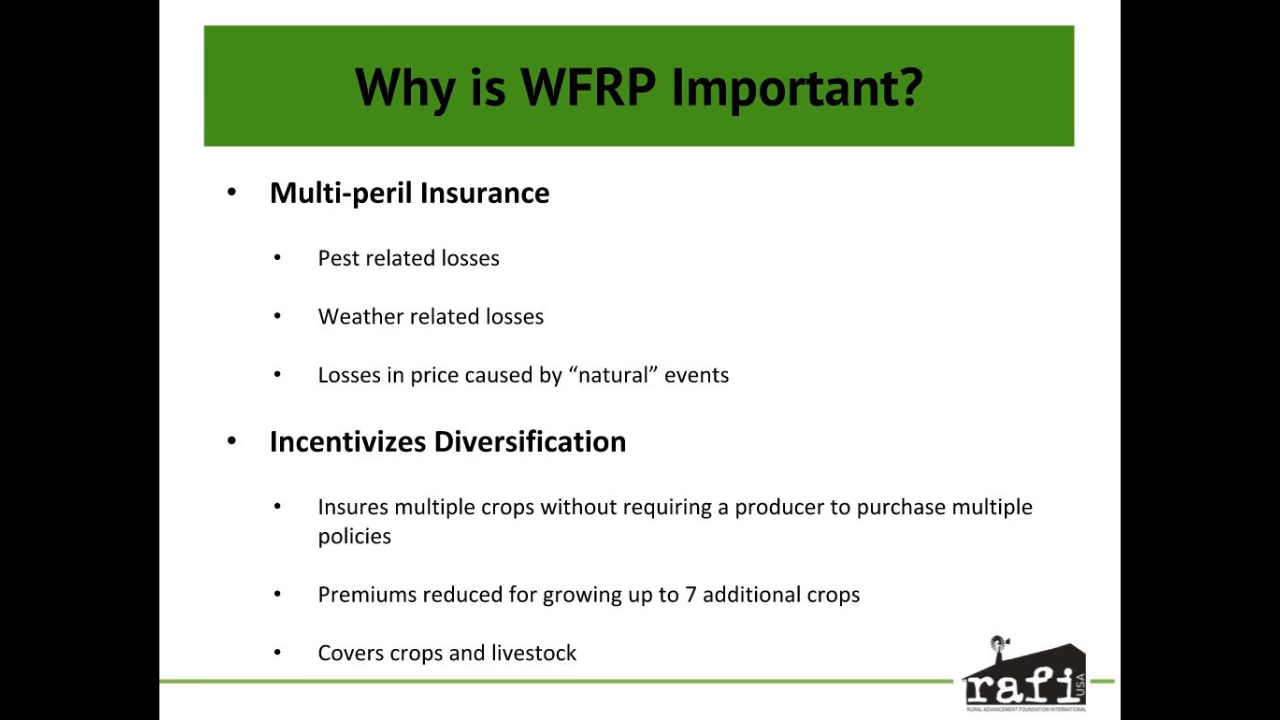 Why is WFRP Important?
• Multi-peril Insurance
• Pest related losses
• Weather related losses
• Losses in price caused by “natural” events
• Incentivizes Diversification
• Insures multiple crops without requiring a producer to purchase multiple
policies
• Premiums reduced for growing up to 7 additional crops
• Covers crops and livestock
rafi
USA
RURAL ADVANCEMENT FOUNDATION INTERNATIONAL